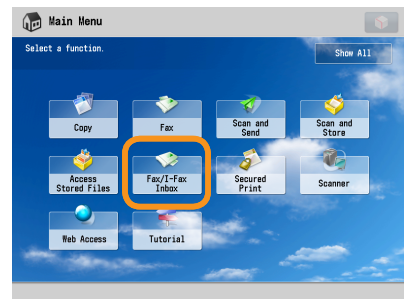 Main Menu
Select a function.
Show All
Copy
Fax
Scan and
Send
Scan and
Store
Access
Stored Files
Fax/I-Fax
Inbox
Secured
Print
Scanner
Web Access
Tutorial